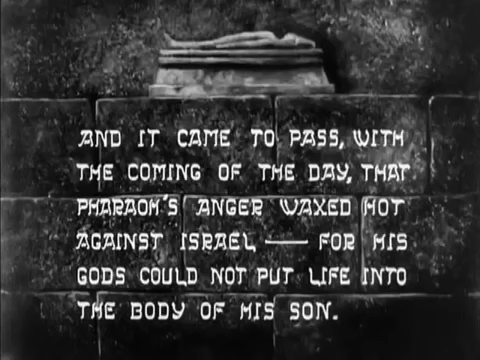 AND IT CAME TO PASS, WITH
THE COMING OF THE DAY, THAT
PHARAOH'S ANGER WAXED HOT
AGAINST ISRAEL — FOR HIS
GODS COULD NOT PUT LIFE INTO
THE BODY OF HIS SON.